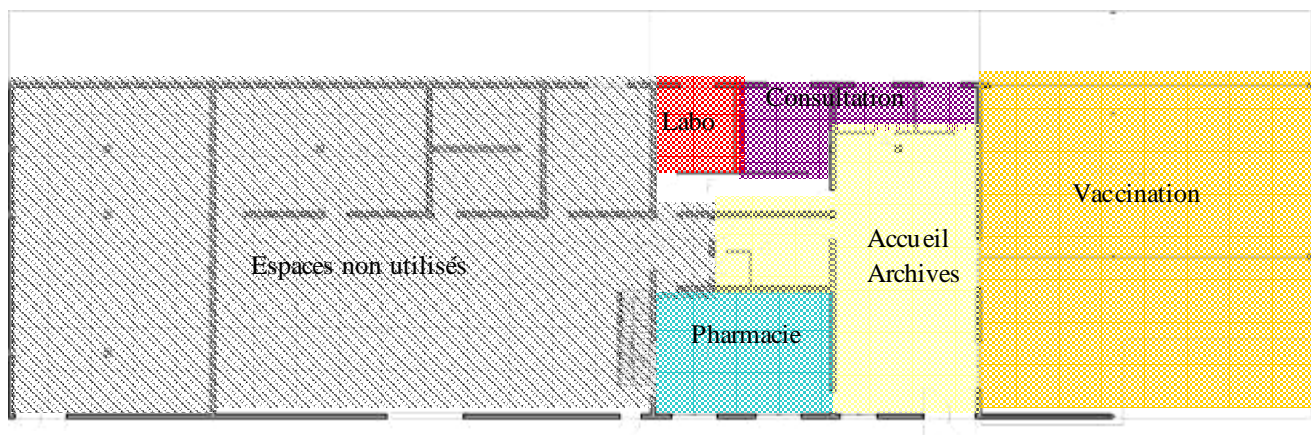 Consultation
Labo
Vaccination
Accueil
Archives
Espaces non utilisés
Pharmacie